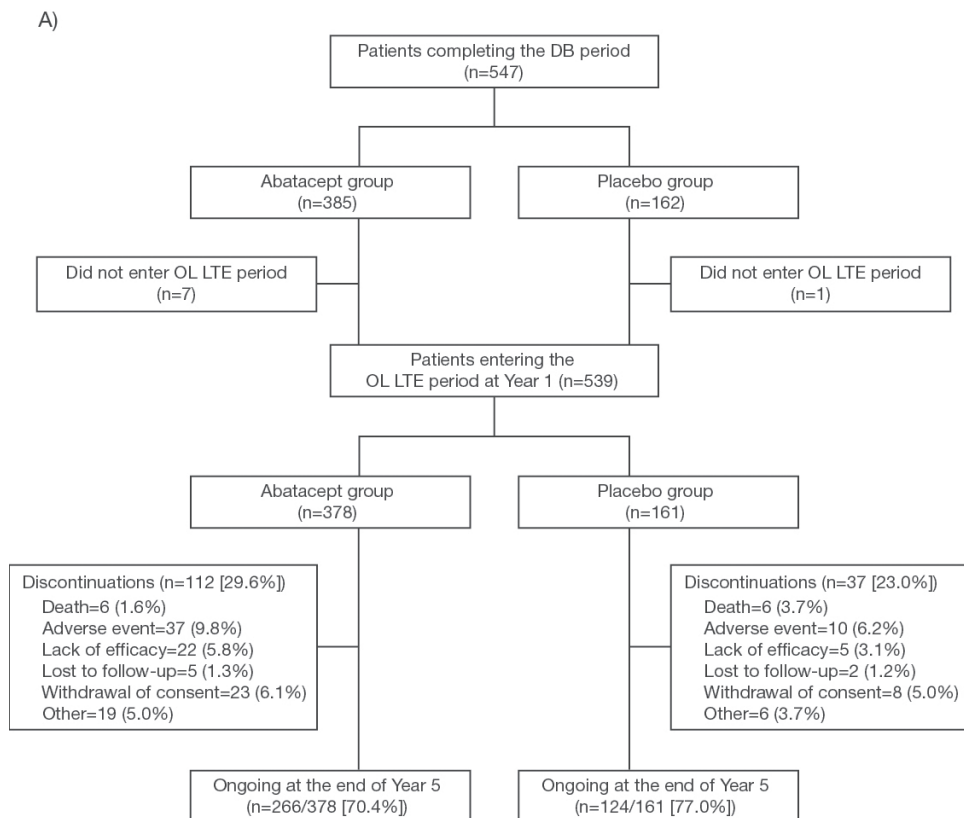 A)
Patients completing the DB period
(n=547)
Abatacept group
(n=385)
Placebo group
(n=162)
Did not enter OL LTE period
(n=7)
Did not enter OL LTE period
(n=1)
Patients entering the
OL LTE period at Year 1 (n=539)
Abatacept group
(n=378)
Placebo group
(n=161)
Discontinuations (n=112 [29.6%])
Death=6 (1.6%)
Adverse event=37 (9.8%)
Lack of efficacy=22 (5.8%)
Lost to follow-up=5 (1.3%)
Withdrawal of consent=23 (6.1%)
Other=19 (5.0%)
Discontinuations (n=37 [23.0%])
Death=6 (3.7%)
Adverse event=10 (6.2%)
Lack of efficacy=5 (3.1%)
Lost to follow-up=2 (1.2%)
Withdrawal of consent=8 (5.0%)
Other=6 (3.7%)
Ongoing at the end of Year 5
(n=266/378 [70.4%])
Ongoing at the end of Year 5
(n=124/161 [77.0%])